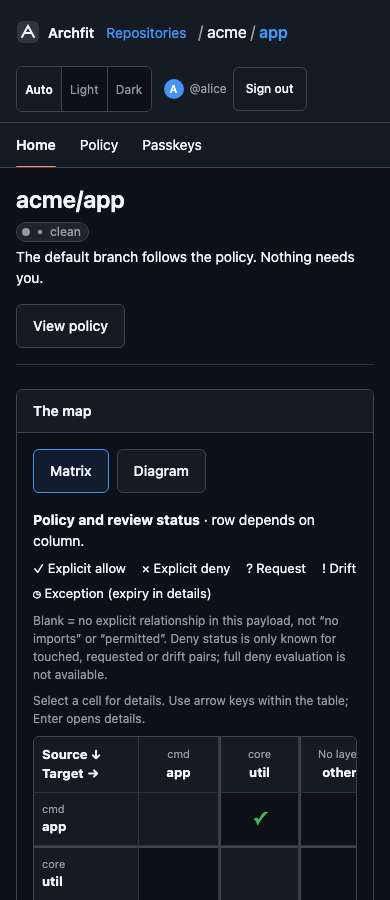 Archfit Repositories / acme / app
Auto Light Dark A @alice Sign out
Home Policy Passkeys
acme/app
clean
The default branch follows the policy. Nothing needs
you.
View policy
The map
Matrix Diagram
Policy and review status · row depends on
column.
✓ Explicit allow × Explicit deny ? Request ! Drift
◷ Exception (expiry in details)
Blank = no explicit relationship in this payload, not “no
imports” or “permitted”. Deny status is only known for
touched, requested or drift pairs; full deny evaluation is
not available.
Select a cell for details. Use arrow keys within the table;
Enter opens details.
Source ↓ cmd core No laye
Target → app util other
cmd
app ✓
core
util